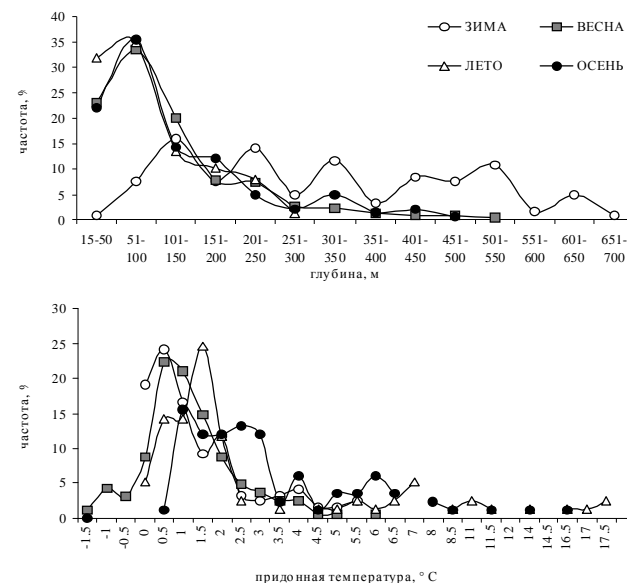 40
35
30
25
20
15
10
5
0
частота, %
ЗИМА ВЕСНА
ЛЕТО ОСЕНЬ
15-50 51-100 101-150 151-200 201-250 251-300 301-350 351-400 401-450 451-500 501-550 551-600 601-650 651-700
глубина, м
30
25
20
15
10
5
0
частота, %
-1.5 -1 -0.5 0 0.5 1 1.5 2 2.5 3 3.5 4 4.5 5 5.5 6 6.5 7 8 8.5 11 11.5 12 14 16.5 17 17.5
придонная температура, ° C